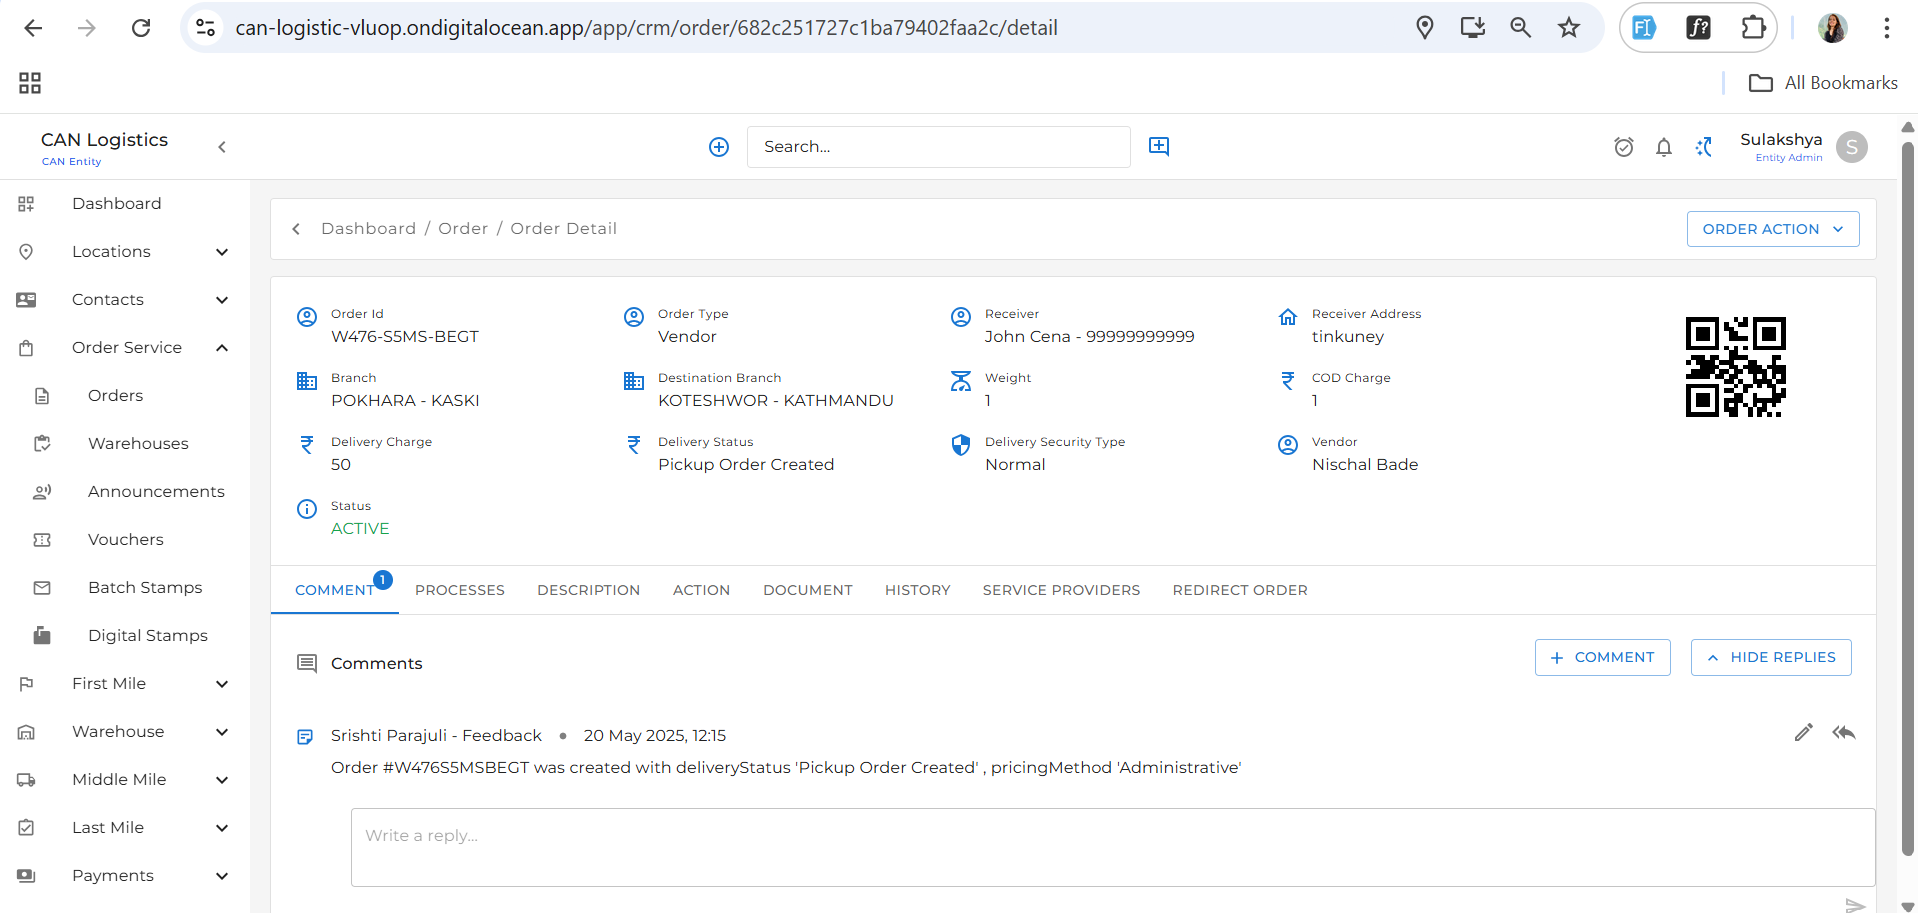 can-logistic-vluop.ondigitalocean.app/app/crm/order/682c251727c1ba79402faa2c/detail
All Bookmarks
CAN Logistics
CAN Entity
Search...
Sulakshya
Entity Admin
S
Dashboard
Locations
Contacts
Order Service
Orders
Warehouses
Announcements
Vouchers
Batch Stamps
Digital Stamps
First Mile
Warehouse
Middle Mile
Last Mile
Payments
Dashboard / Order / Order Detail
ORDER ACTION
Order Id
W476-S5MS-BEGT
Order Type
Vendor
Receiver
John Cena - 99999999999
Receiver Address
tinkuney
Branch
POKHARA - KASKI
Destination Branch
KOTESHWOR - KATHMANDU
Weight
1
COD Charge
1
Delivery Charge
50
Delivery Status
Pickup Order Created
Delivery Security Type
Normal
Vendor
Nischal Bade
Status
ACTIVE
COMMENT 1 PROCESSES DESCRIPTION ACTION DOCUMENT HISTORY SERVICE PROVIDERS REDIRECT ORDER
Comments
+ COMMENT
HIDE REPLIES
Srishti Parajuli - Feedback • 20 May 2025, 12:15
Order #W476S5MSBEGT was created with deliveryStatus 'Pickup Order Created' , pricingMethod 'Administrative'
Write a reply...